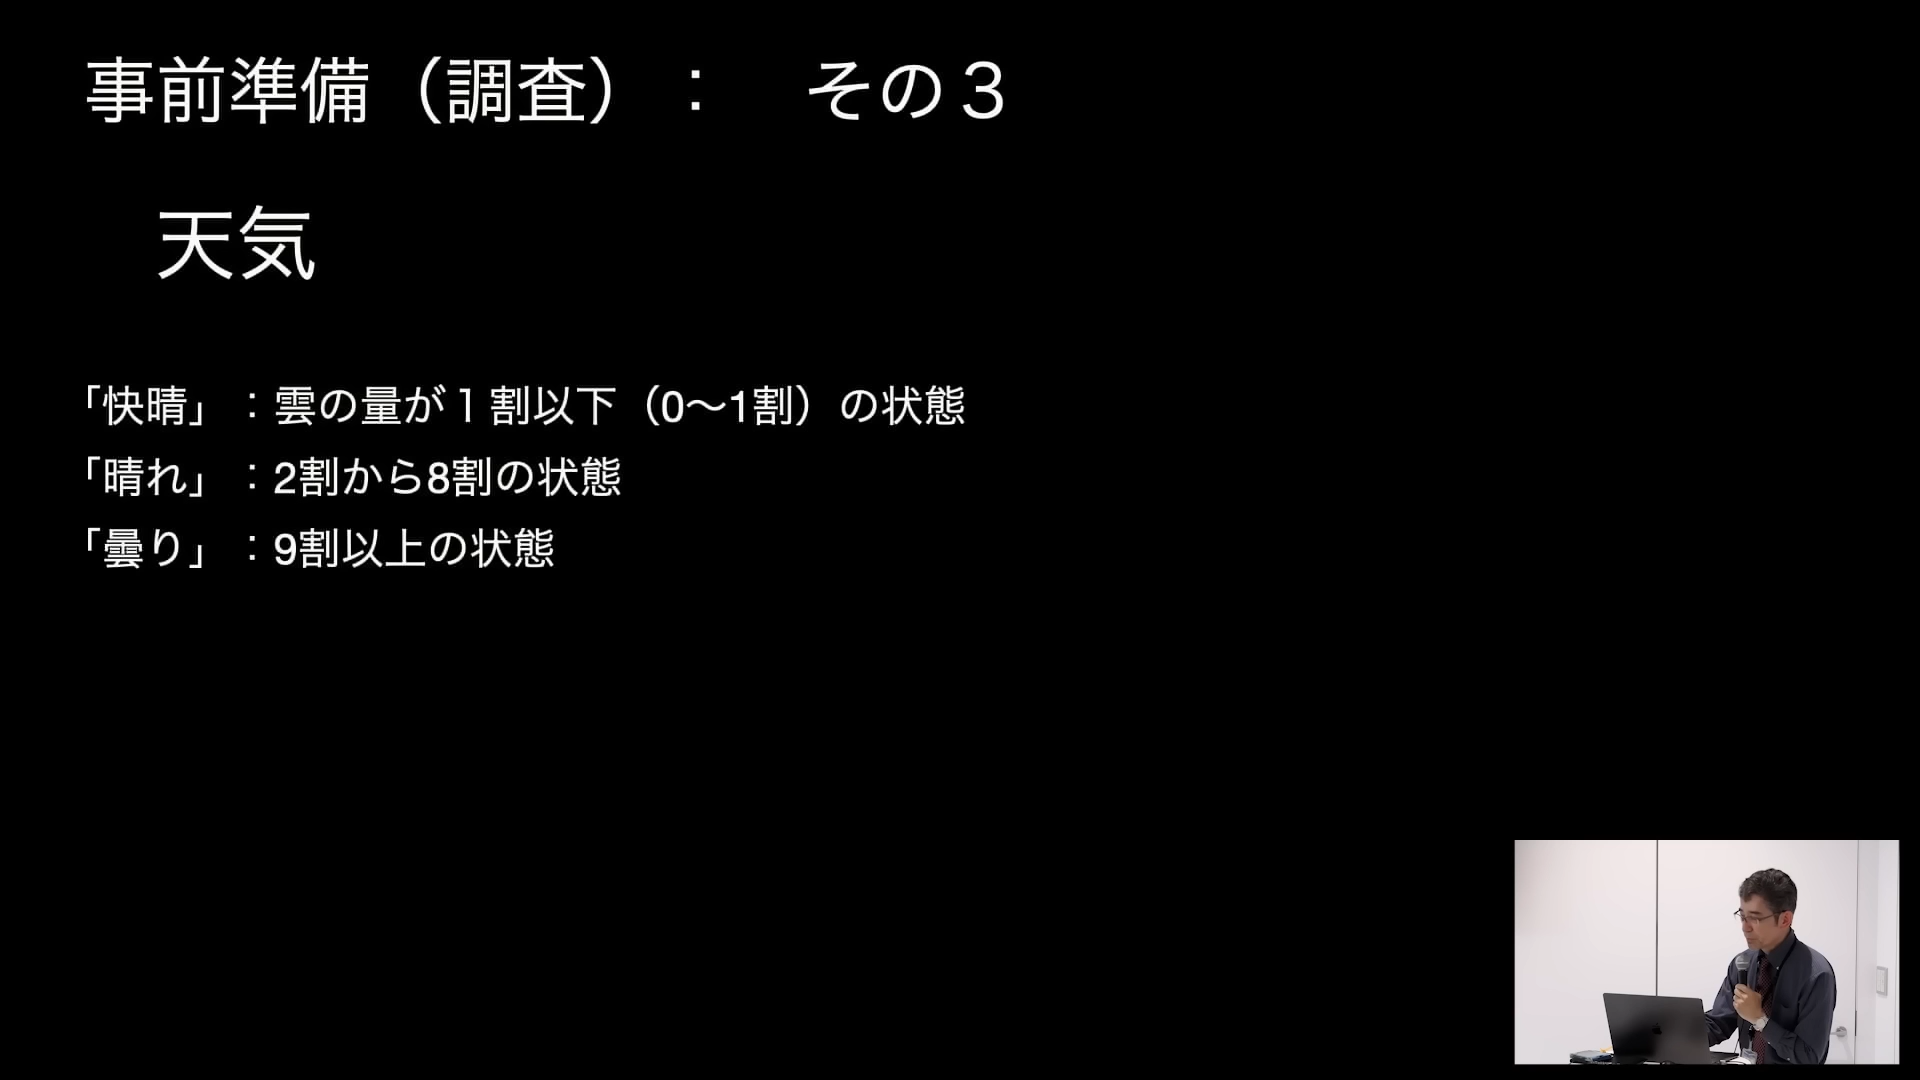 事前準備（調査）：　その３
天気
「快晴」：雲の量が１割以下（0〜1割）の状態
「晴れ」：2割から8割の状態
「曇り」：9割以上の状態